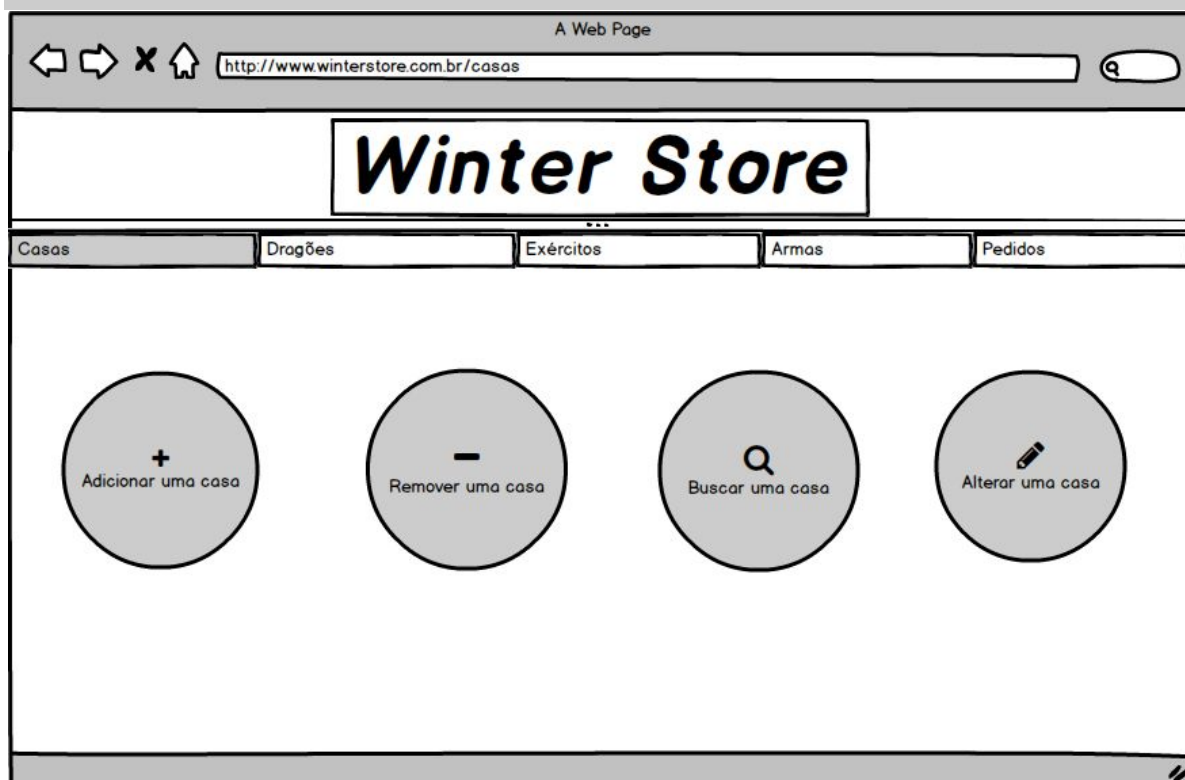 A Web Page
http://www.winterstore.com.br/casas
Winter Store
Casas
Dragões
Exércitos
Armas
Pedidos
Adicionar uma casa
Remover uma casa
Buscar uma casa
Alterar uma casa